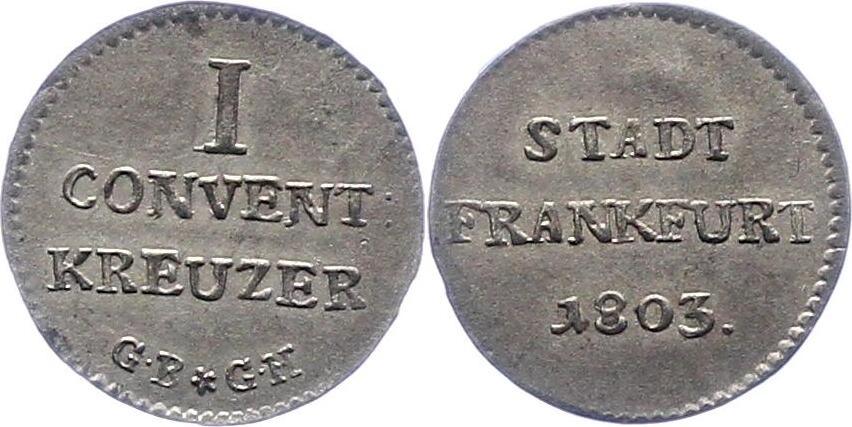 I
CONVENT:
KREUZER
G·B*G·H
STADT
FRANKFURT
1803.